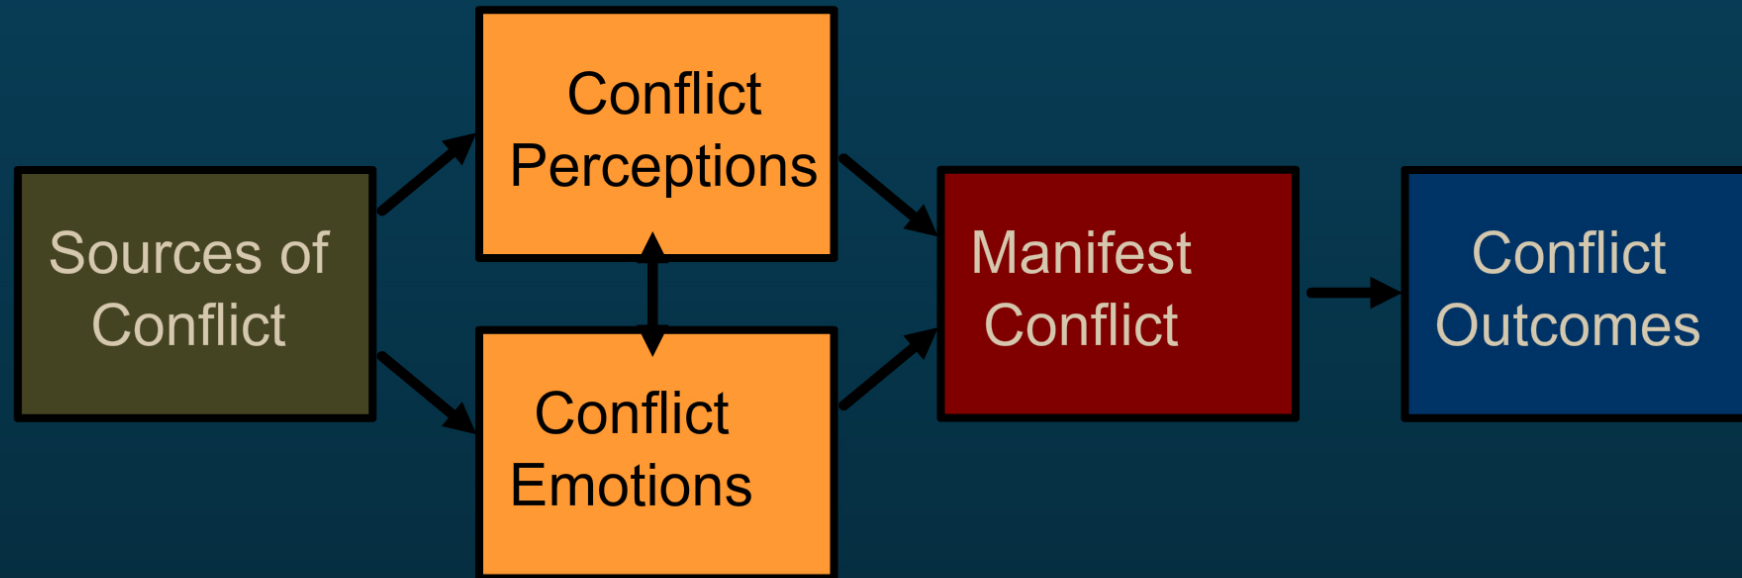 Sources of
Conflict
Conflict
Perceptions
Conflict
Emotions
Manifest
Conflict
Conflict
Outcomes